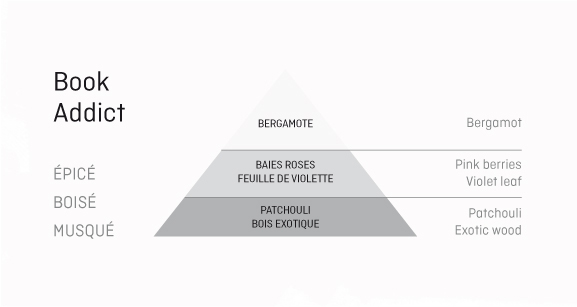 Book
Addict
ÉPICÉ
BOISÉ
MUSQUÉ
BERGAMOTE
BAIES ROSES
FEUILLE DE VIOLETTE
PATCHOULI
BOIS EXOTIQUE
Bergamot
Pink berries
Violet leaf
Patchouli
Exotic wood